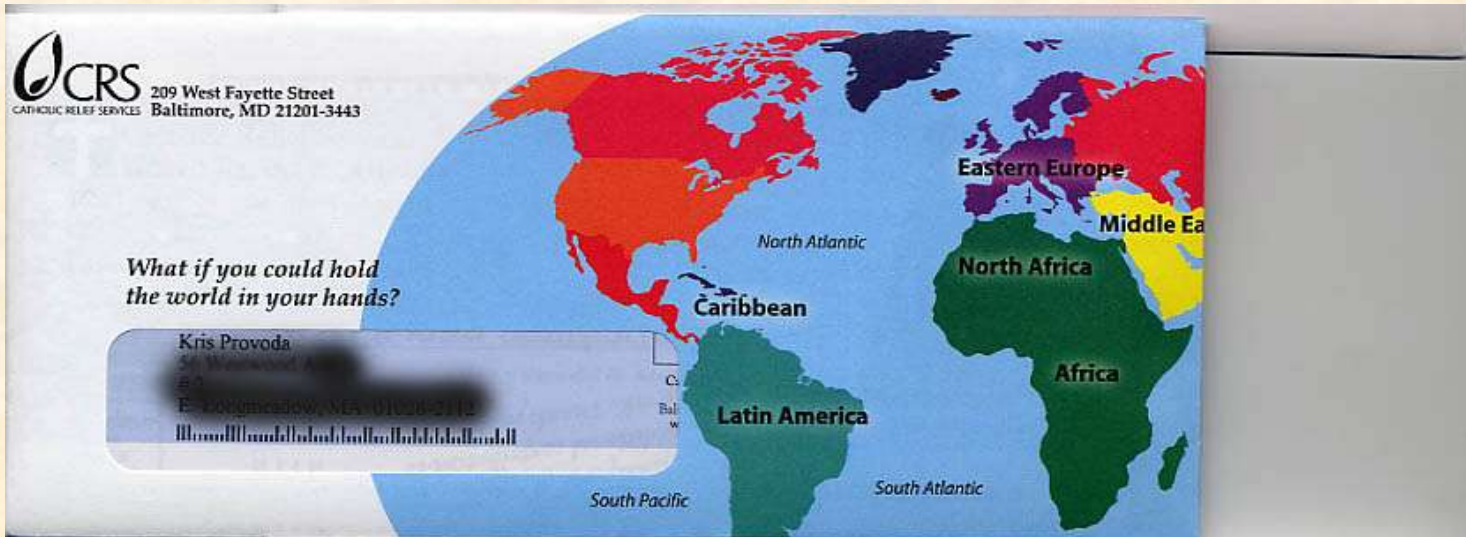 CRS
CATHOLIC RELIEF SERVICES
209 West Fayette Street
Baltimore, MD 21201-3443
What if you could hold
the world in your hands?
Kris Provoda
Eastern Europe
Middle Ea
North Atlantic
North Africa
Caribbean
Africa
Latin America
South Pacific
South Atlantic